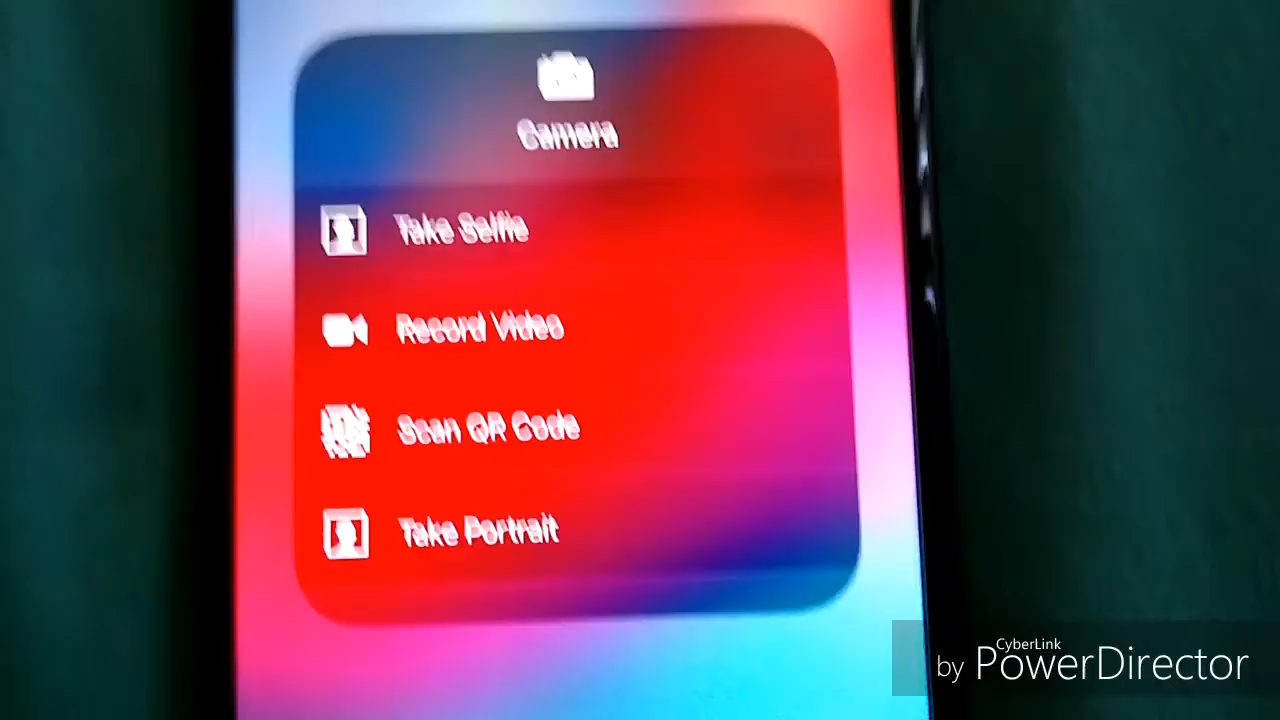 Camera
Take Selfie
Record Video
Scan QR Code
Take Portrait
CyberLink
by PowerDirector